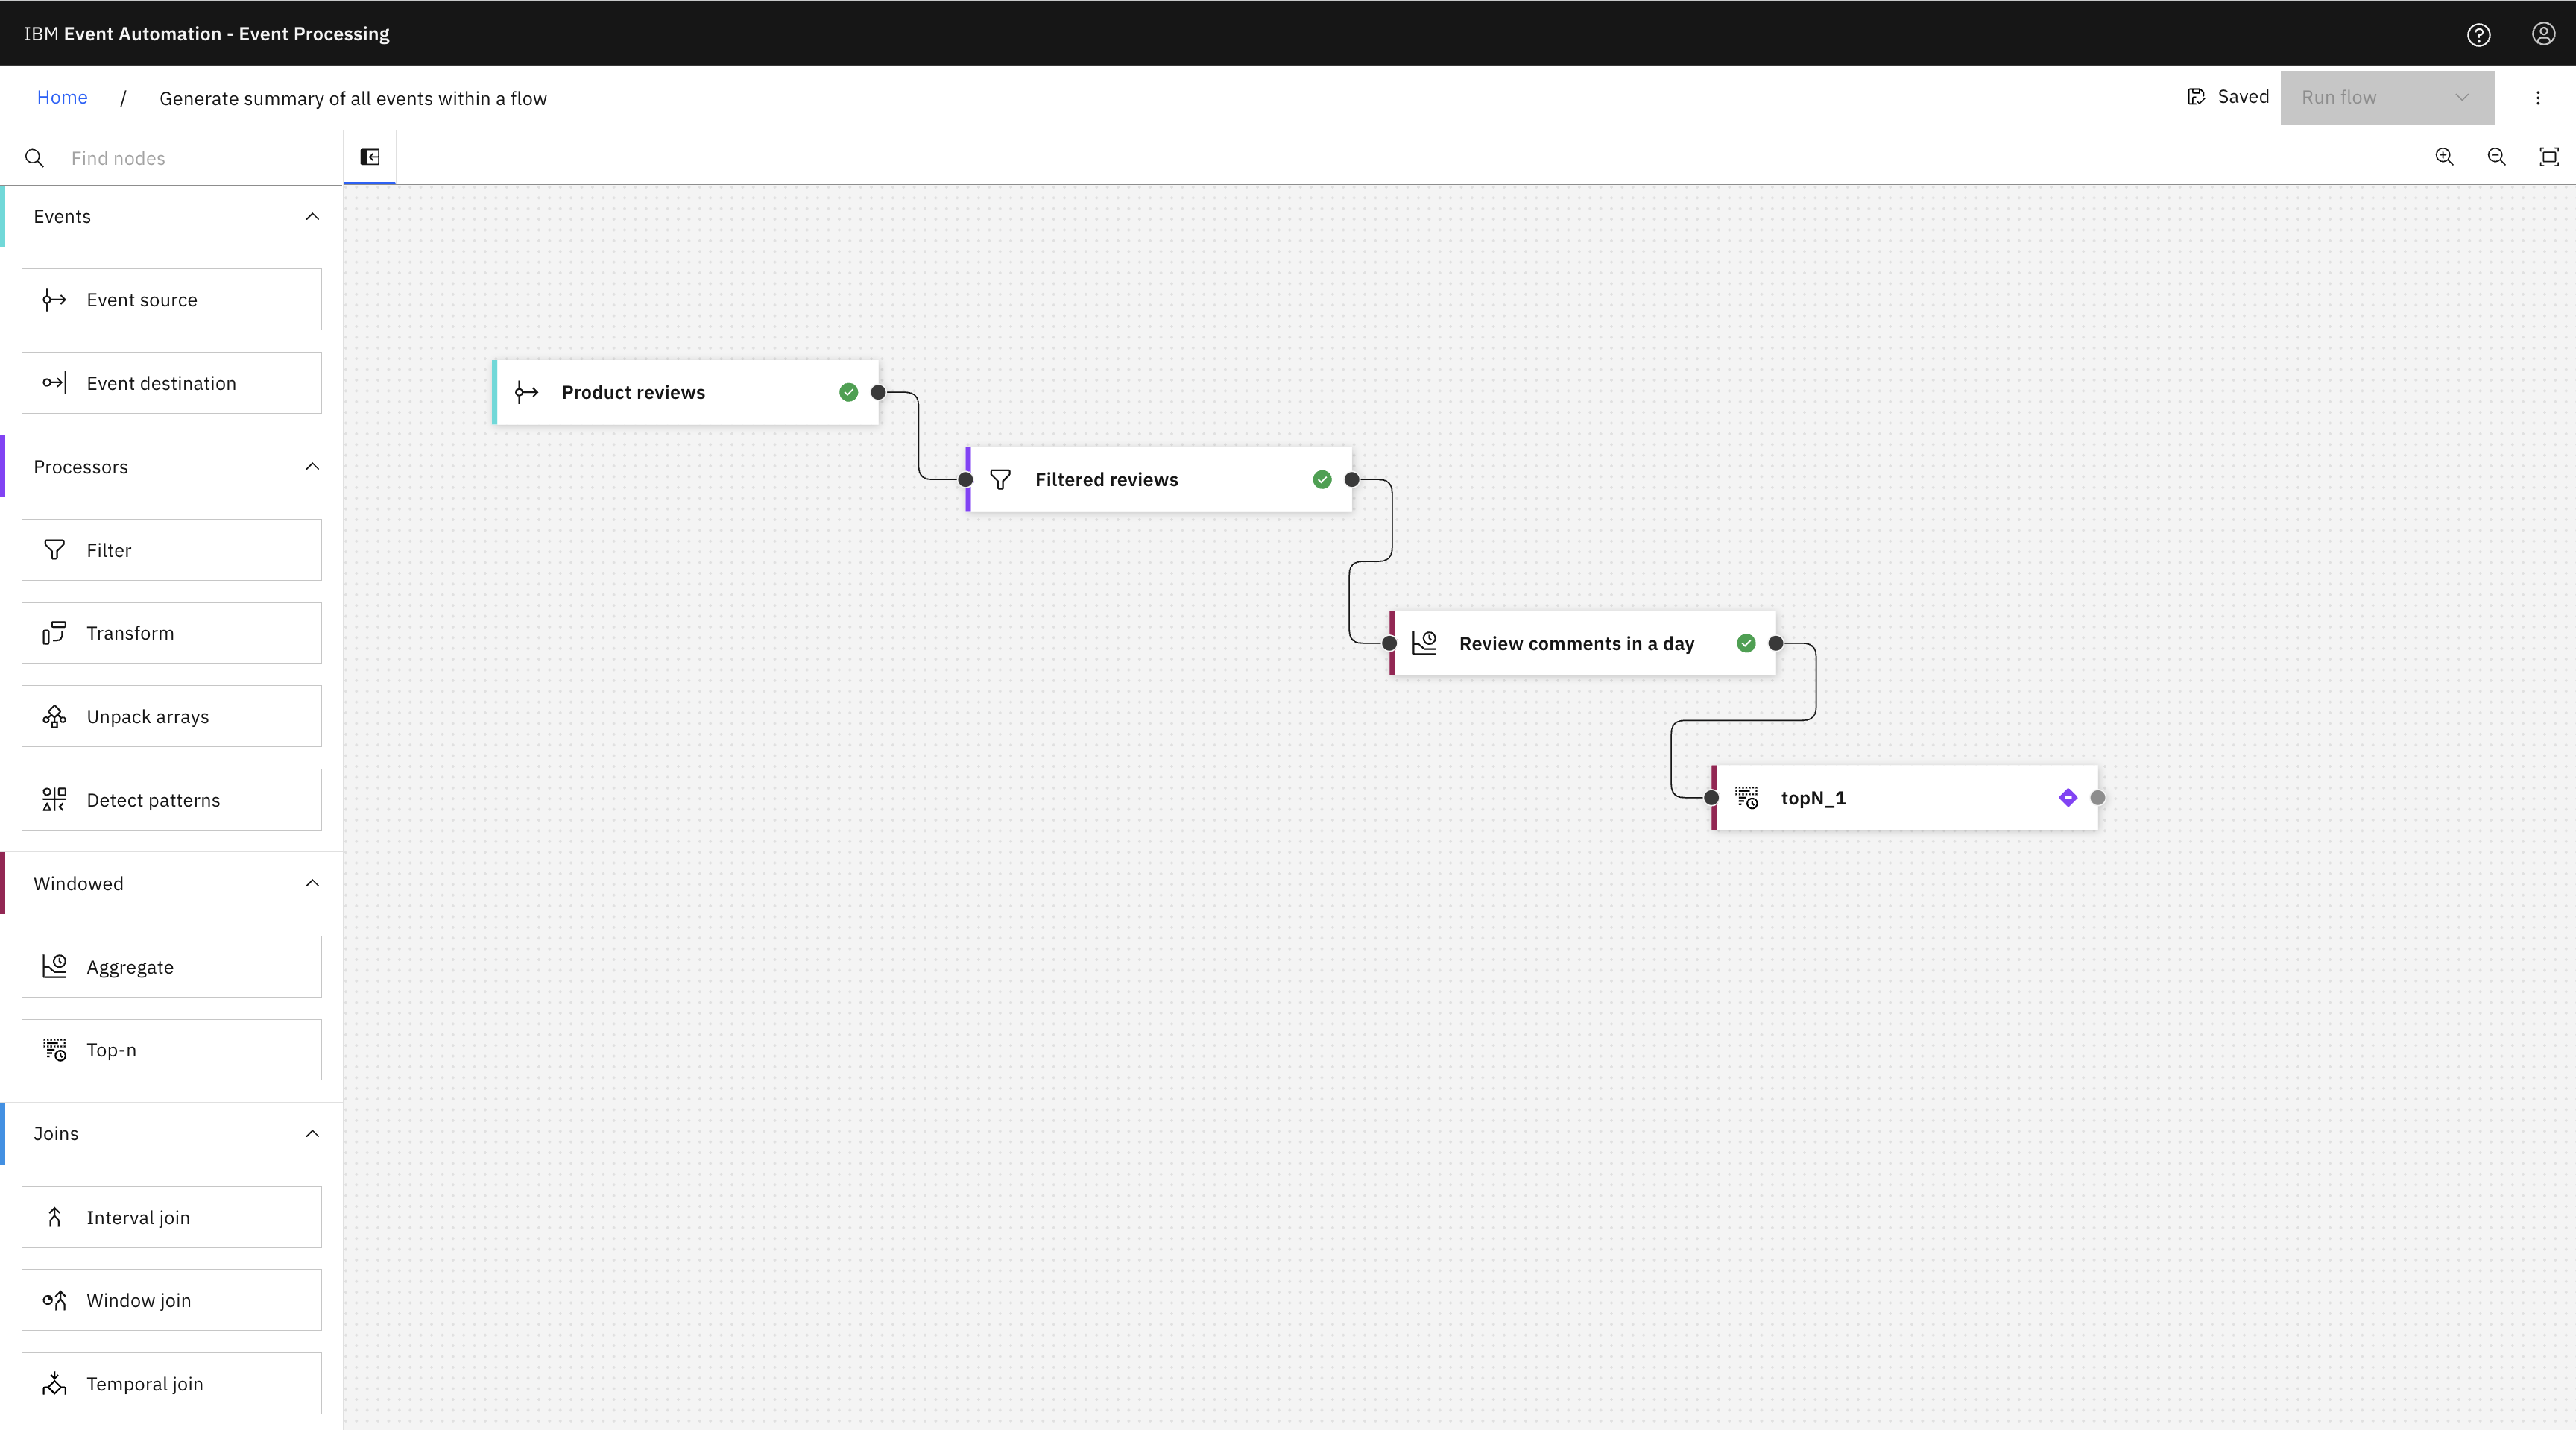 IBM Event Automation - Event Processing
Home / Generate summary of all events within a flow
Saved
Run flow
Find nodes
Events
Event source
Event destination
Processors
Filter
Transform
Unpack arrays
Detect patterns
Windowed
Aggregate
Top-n
Joins
Interval join
Window join
Temporal join
Product reviews
Filtered reviews
Review comments in a day
topN_1